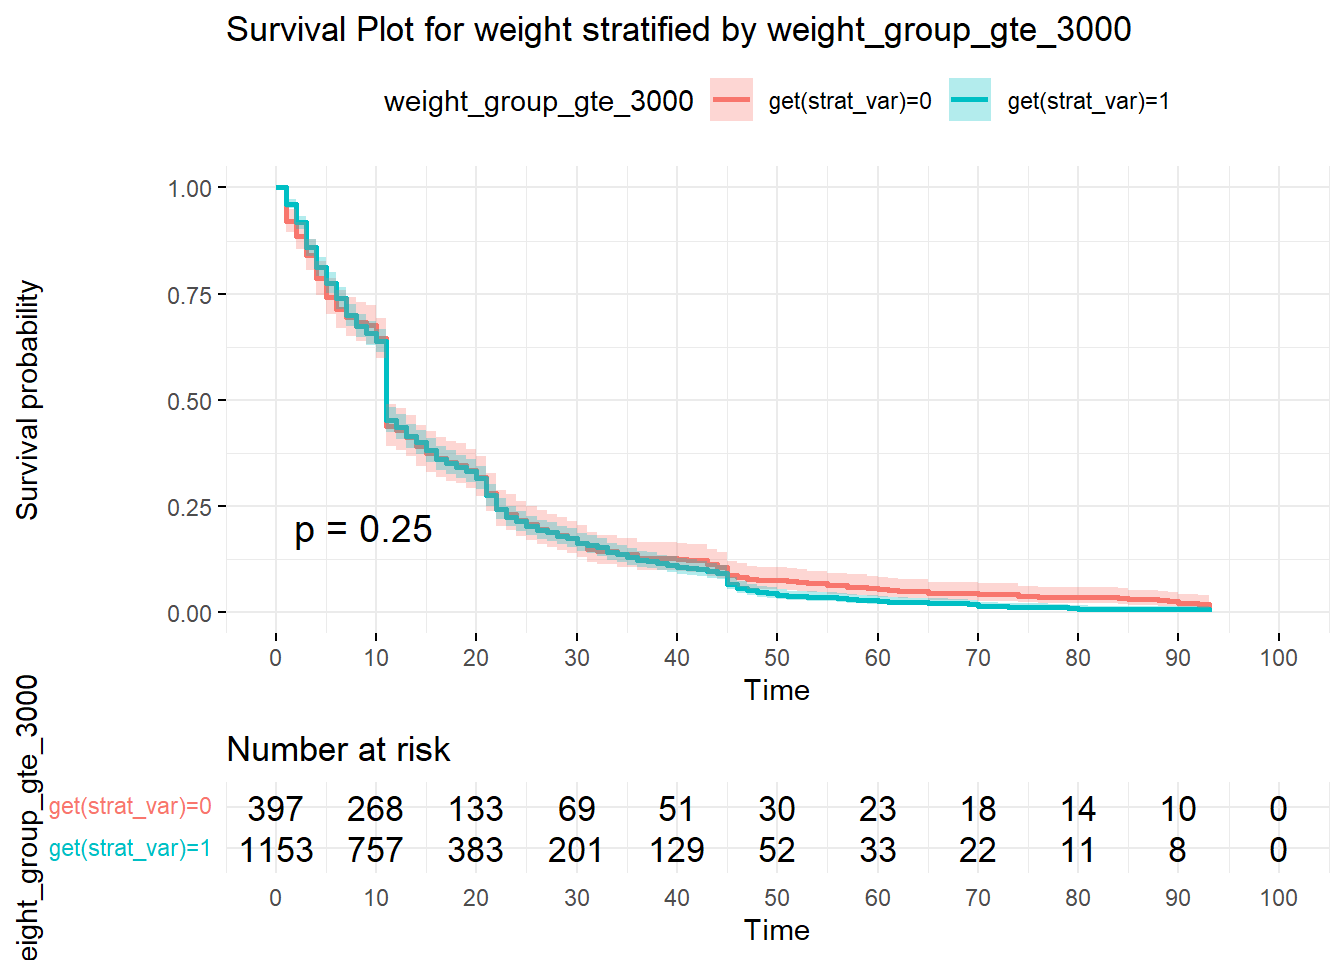 Survival Plot for weight stratified by weight_group_gte_3000
weight_group_gte_3000 get(strat_var)=0 get(strat_var)=1
Survival probability
1.00
0.75
0.50
0.25
0.00
p = 0.25
0 10 20 30 40 50 60 70 80 90 100
Time
Number at risk
eight_group_gte_3000
get(strat_var)=0 397 268 133 69 51 30 23 18 14 10 0
get(strat_var)=1 1153 757 383 201 129 52 33 22 11 8 0
0 10 20 30 40 50 60 70 80 90 100
Time